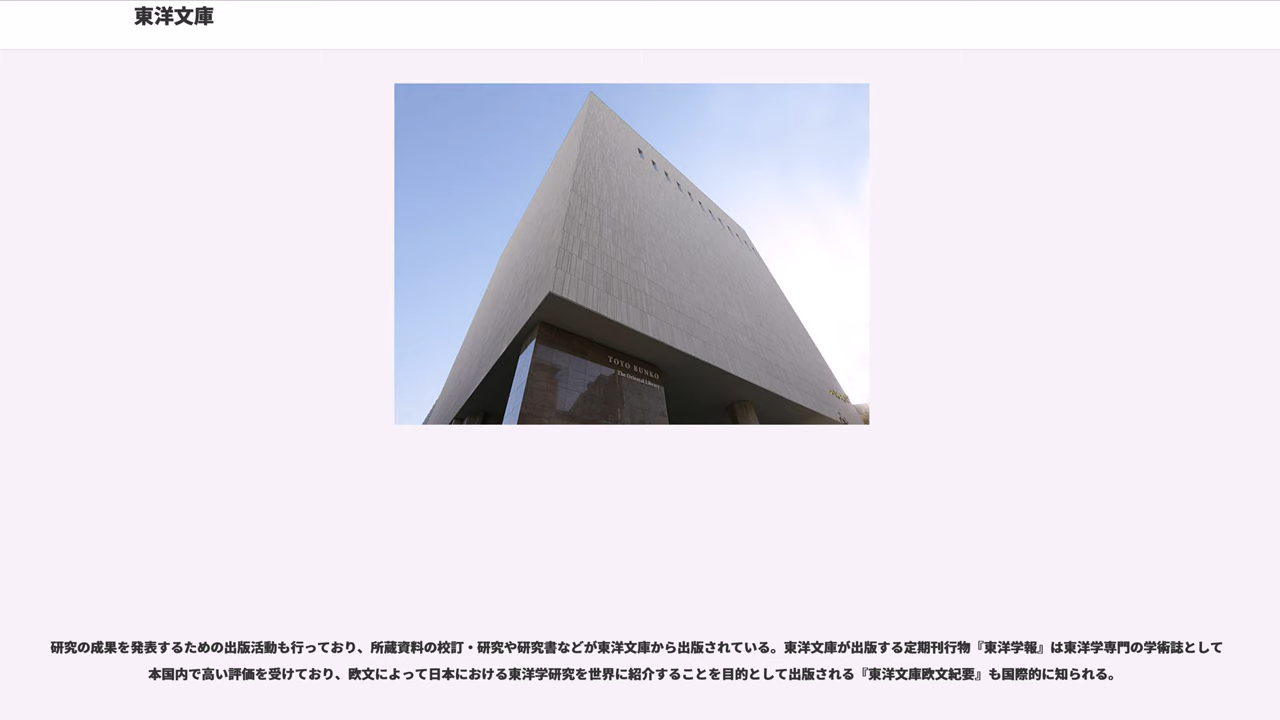 東洋文庫
TOYO BUNKO
The Oriental Library
研究の成果を発表するための出版活動も行っており、所蔵資料の校訂・研究や研究書などが東洋文庫から出版されている。東洋文庫が出版する定期刊行物『東洋学報』は東洋学専門の学術誌として
本国内で高い評価を受けており、欧文によって日本における東洋学研究を世界に紹介することを目的として出版される『東洋文庫欧文紀要』も国際的に知られる。